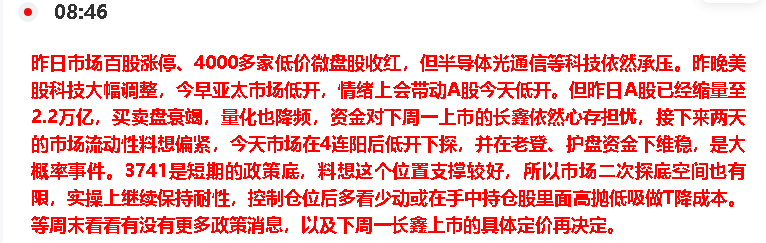 08:46
昨日市场百股涨停、4000多家低价微盘股收红，但半导体光通信等科技依然承压。昨晚美
股科技大幅调整，今早亚太市场低开，情绪上会带动A股今天低开。但昨日A股已经缩量至
2.2万亿，买卖盘衰竭，量化也降频，资金对下周一上市的长鑫依然心存担忧，接下来两天
的市场流动性料想偏紧，今天市场在4连阳后低开下探，并在老登、护盘资金下维稳，是大
概率事件。3741是短期的政策底，料想这个位置支撑较好，所以市场二次探底空间也有
限，实操上继续保持耐性，控制仓位后多看少动或在手中持仓股里面高抛低吸做T降成本。
等周末看看有没有更多政策消息，以及下周一长鑫上市的具体定价再决定。